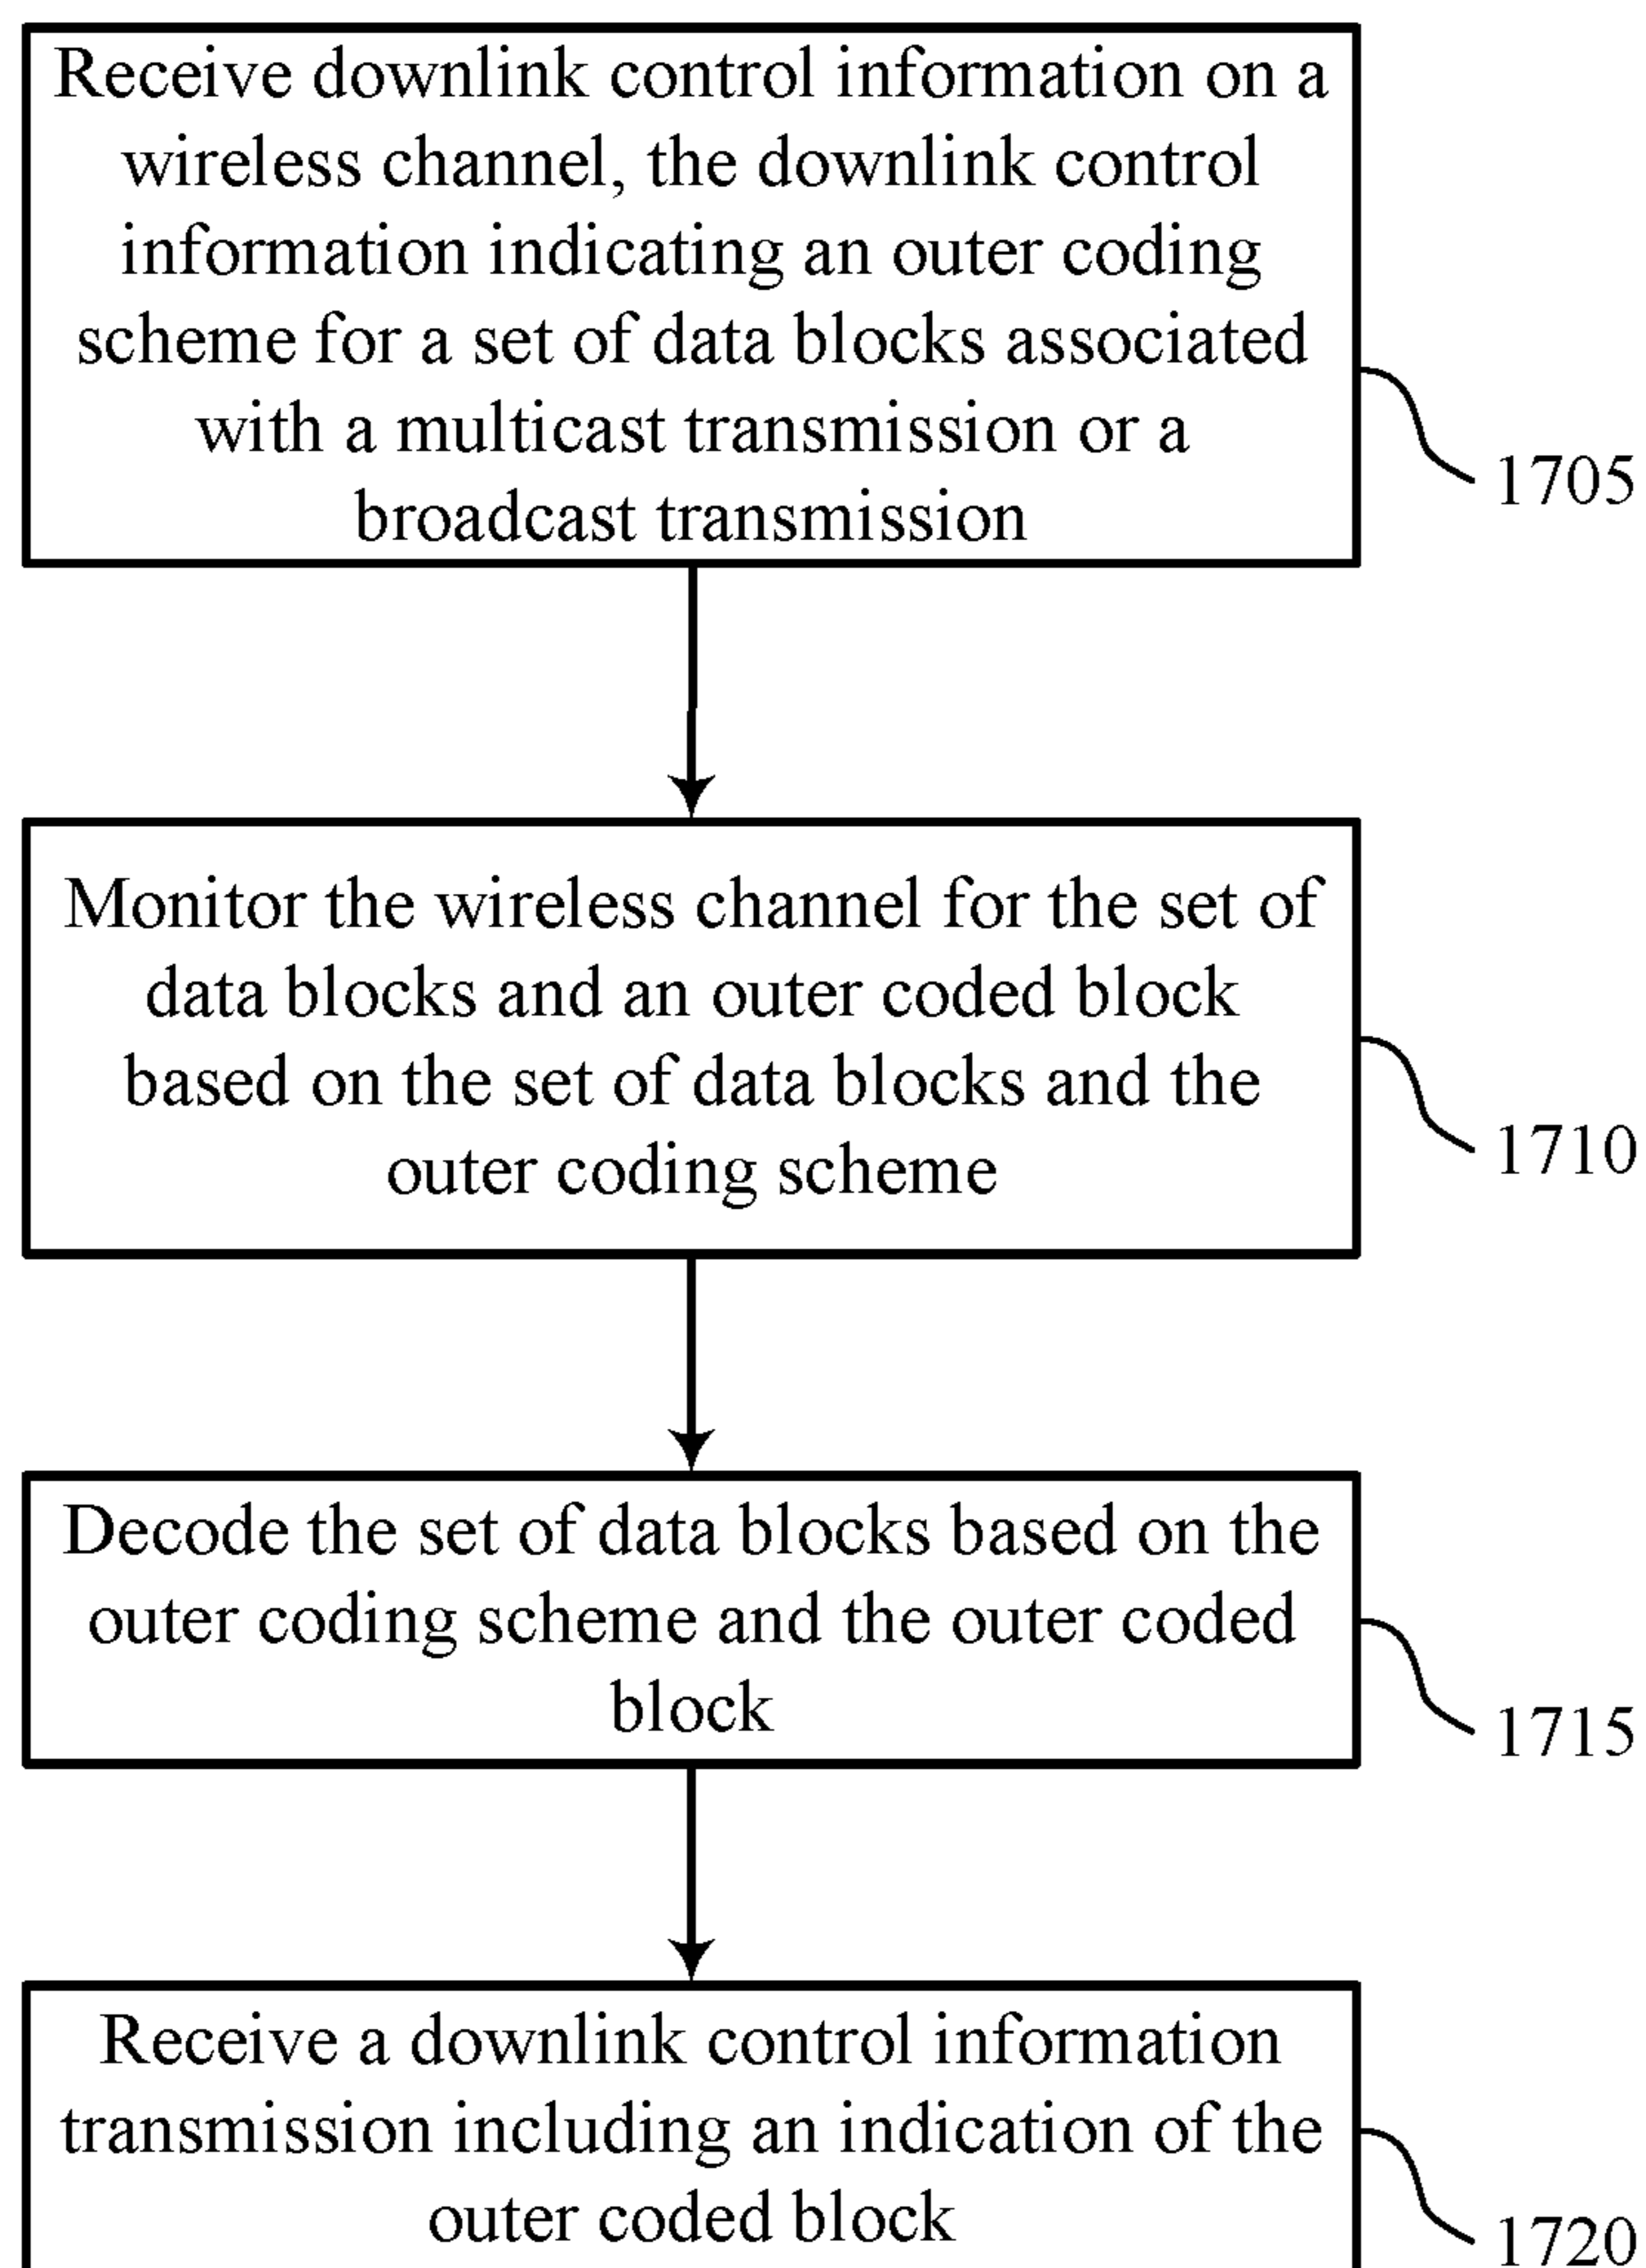 Receive downlink control information on a
wireless channel, the downlink control
information indicating an outer coding
scheme for a set of data blocks associated
with a multicast transmission or a
broadcast transmission
1705
Monitor the wireless channel for the set of
data blocks and an outer coded block
based on the set of data blocks and the
outer coding scheme
1710
Decode the set of data blocks based on the
outer coding scheme and the outer coded
block
1715
Receive a downlink control information
transmission including an indication of the
outer coded block
1720